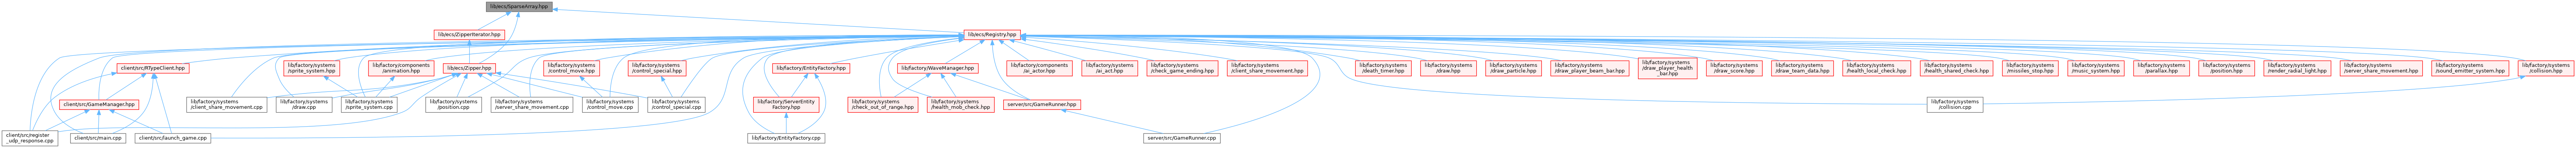 lib/ecs/SparseArray.hpp
lib/ecs/ZipperIterator.hpp
lib/ecs/Registry.hpp
client/src/RTypeClient.hpp
lib/factory/systems
/sprite_system.hpp
lib/factory/components
/animation.hpp
lib/ecs/Zipper.hpp
lib/factory/systems
/control_move.hpp
lib/factory/systems
/control_special.hpp
lib/factory/EntityFactory.hpp
lib/factory/WaveManager.hpp
lib/factory/components
/ai_actor.hpp
lib/factory/systems
/ai_act.hpp
lib/factory/systems
/check_game_ending.hpp
lib/factory/systems
/client_share_movement.hpp
lib/factory/systems
/death_timer.hpp
lib/factory/systems
/draw.hpp
lib/factory/systems
/draw_particle.hpp
lib/factory/systems
/draw_player_beam_bar.hpp
lib/factory/systems
/draw_player_health
_bar.hpp
lib/factory/systems
/draw_score.hpp
lib/factory/systems
/draw_team_data.hpp
lib/factory/systems
/health_local_check.hpp
lib/factory/systems
/health_shared_check.hpp
lib/factory/systems
/missiles_stop.hpp
lib/factory/systems
/music_system.hpp
lib/factory/systems
/parallax.hpp
lib/factory/systems
/position.hpp
lib/factory/systems
/render_radial_light.hpp
lib/factory/systems
/server_share_movement.hpp
lib/factory/systems
/sound_emitter_system.hpp
lib/factory/systems
/collision.hpp
client/src/GameManager.hpp
lib/factory/systems
/client_share_movement.cpp
lib/factory/systems
/draw.cpp
lib/factory/systems
/sprite_system.cpp
lib/factory/systems
/position.cpp
lib/factory/systems
/server_share_movement.cpp
lib/factory/systems
/control_move.cpp
lib/factory/systems
/control_special.cpp
lib/factory/ServerEntity
Factory.hpp
lib/factory/systems
/check_out_of_range.hpp
lib/factory/systems
/health_mob_check.hpp
server/src/GameRunner.hpp
lib/factory/systems
/collision.cpp
client/src/register
_udp_response.cpp
client/src/main.cpp
client/src/launch_game.cpp
lib/factory/EntityFactory.cpp
server/src/GameRunner.cpp